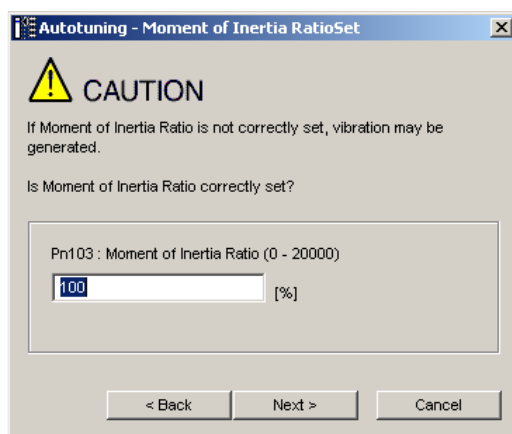 Autotuning - Moment of Inertia RatioSet
CAUTION
If Moment of Inertia Ratio is not correctly set, vibration may be
generated.
Is Moment of Inertia Ratio correctly set?
Pn103 : Moment of Inertia Ratio (0 - 20000)
100
[%]
< Back
Next >
Cancel